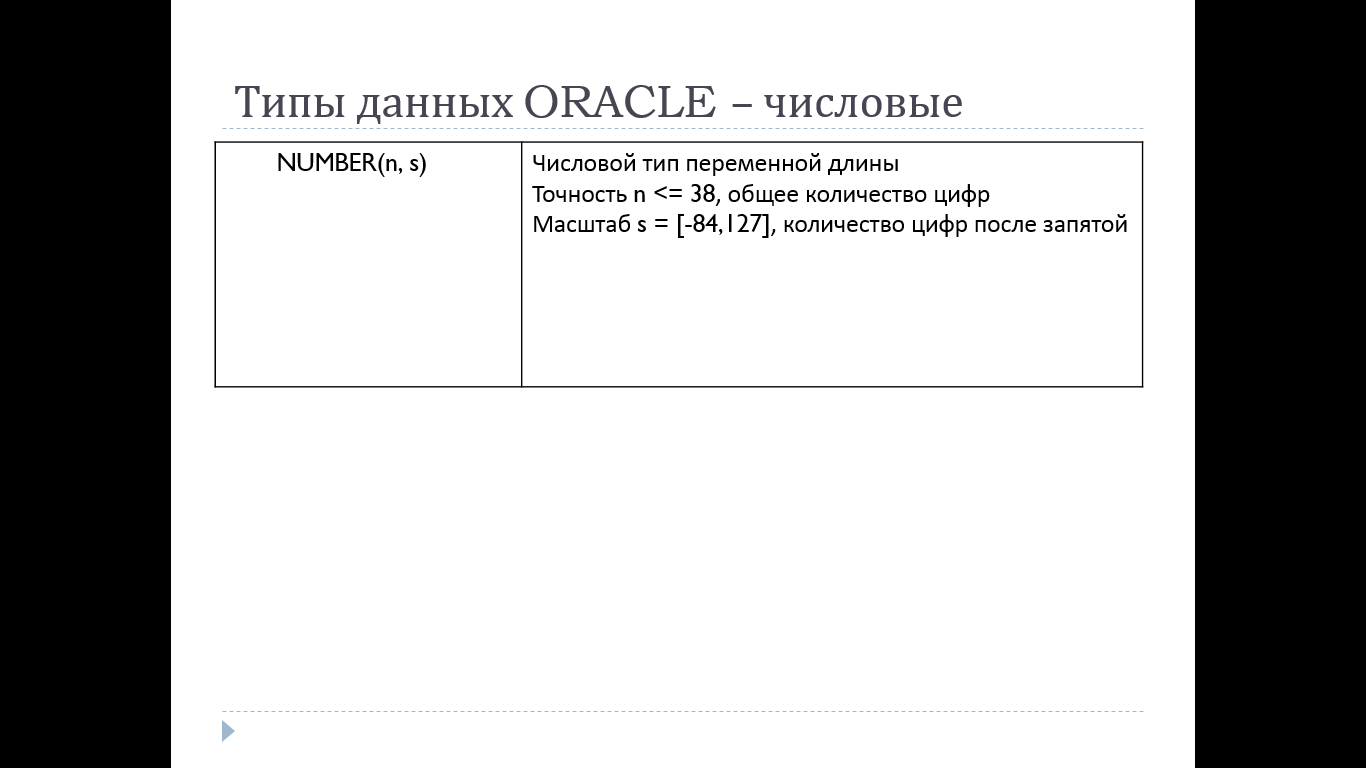 Типы данных ORACLE – числовые
NUMBER(n, s)
Числовой тип переменной длины
Точность n <= 38, общее количество цифр
Масштаб s = [-84,127], количество цифр после запятой